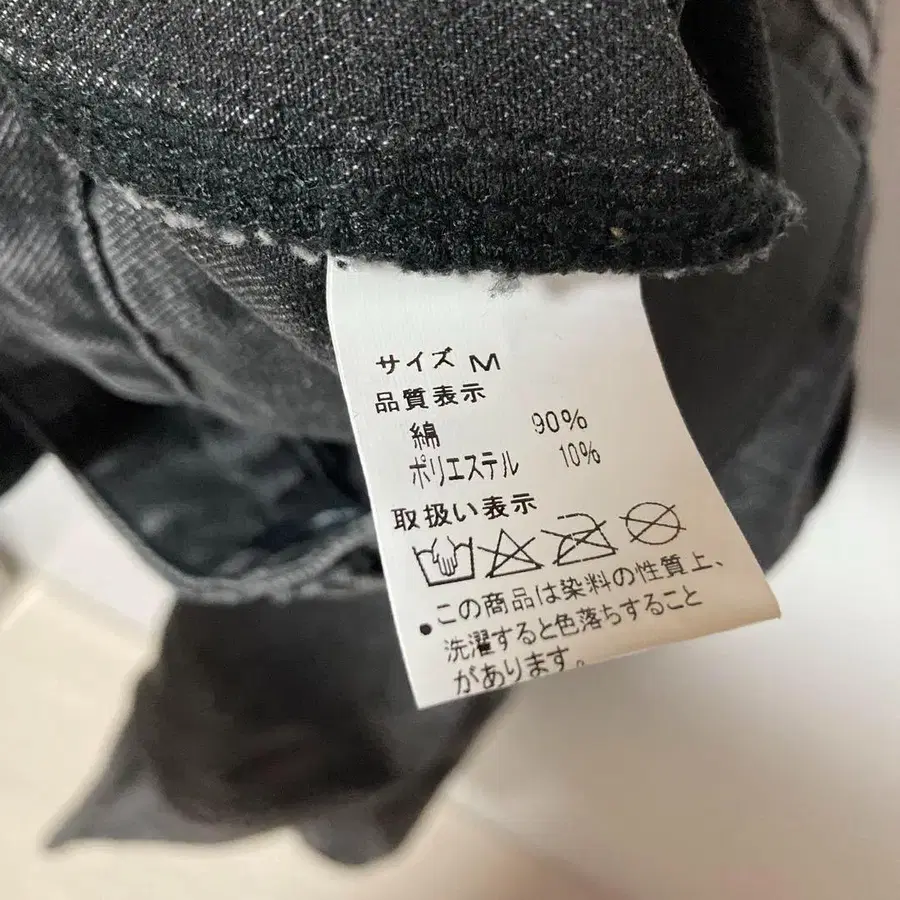 サイズ M
品質表示
綿 90%
ポリエステル 10%
取扱い表示
•この商品は染料の性質上、
洗濯すると色落ちすること
があります。